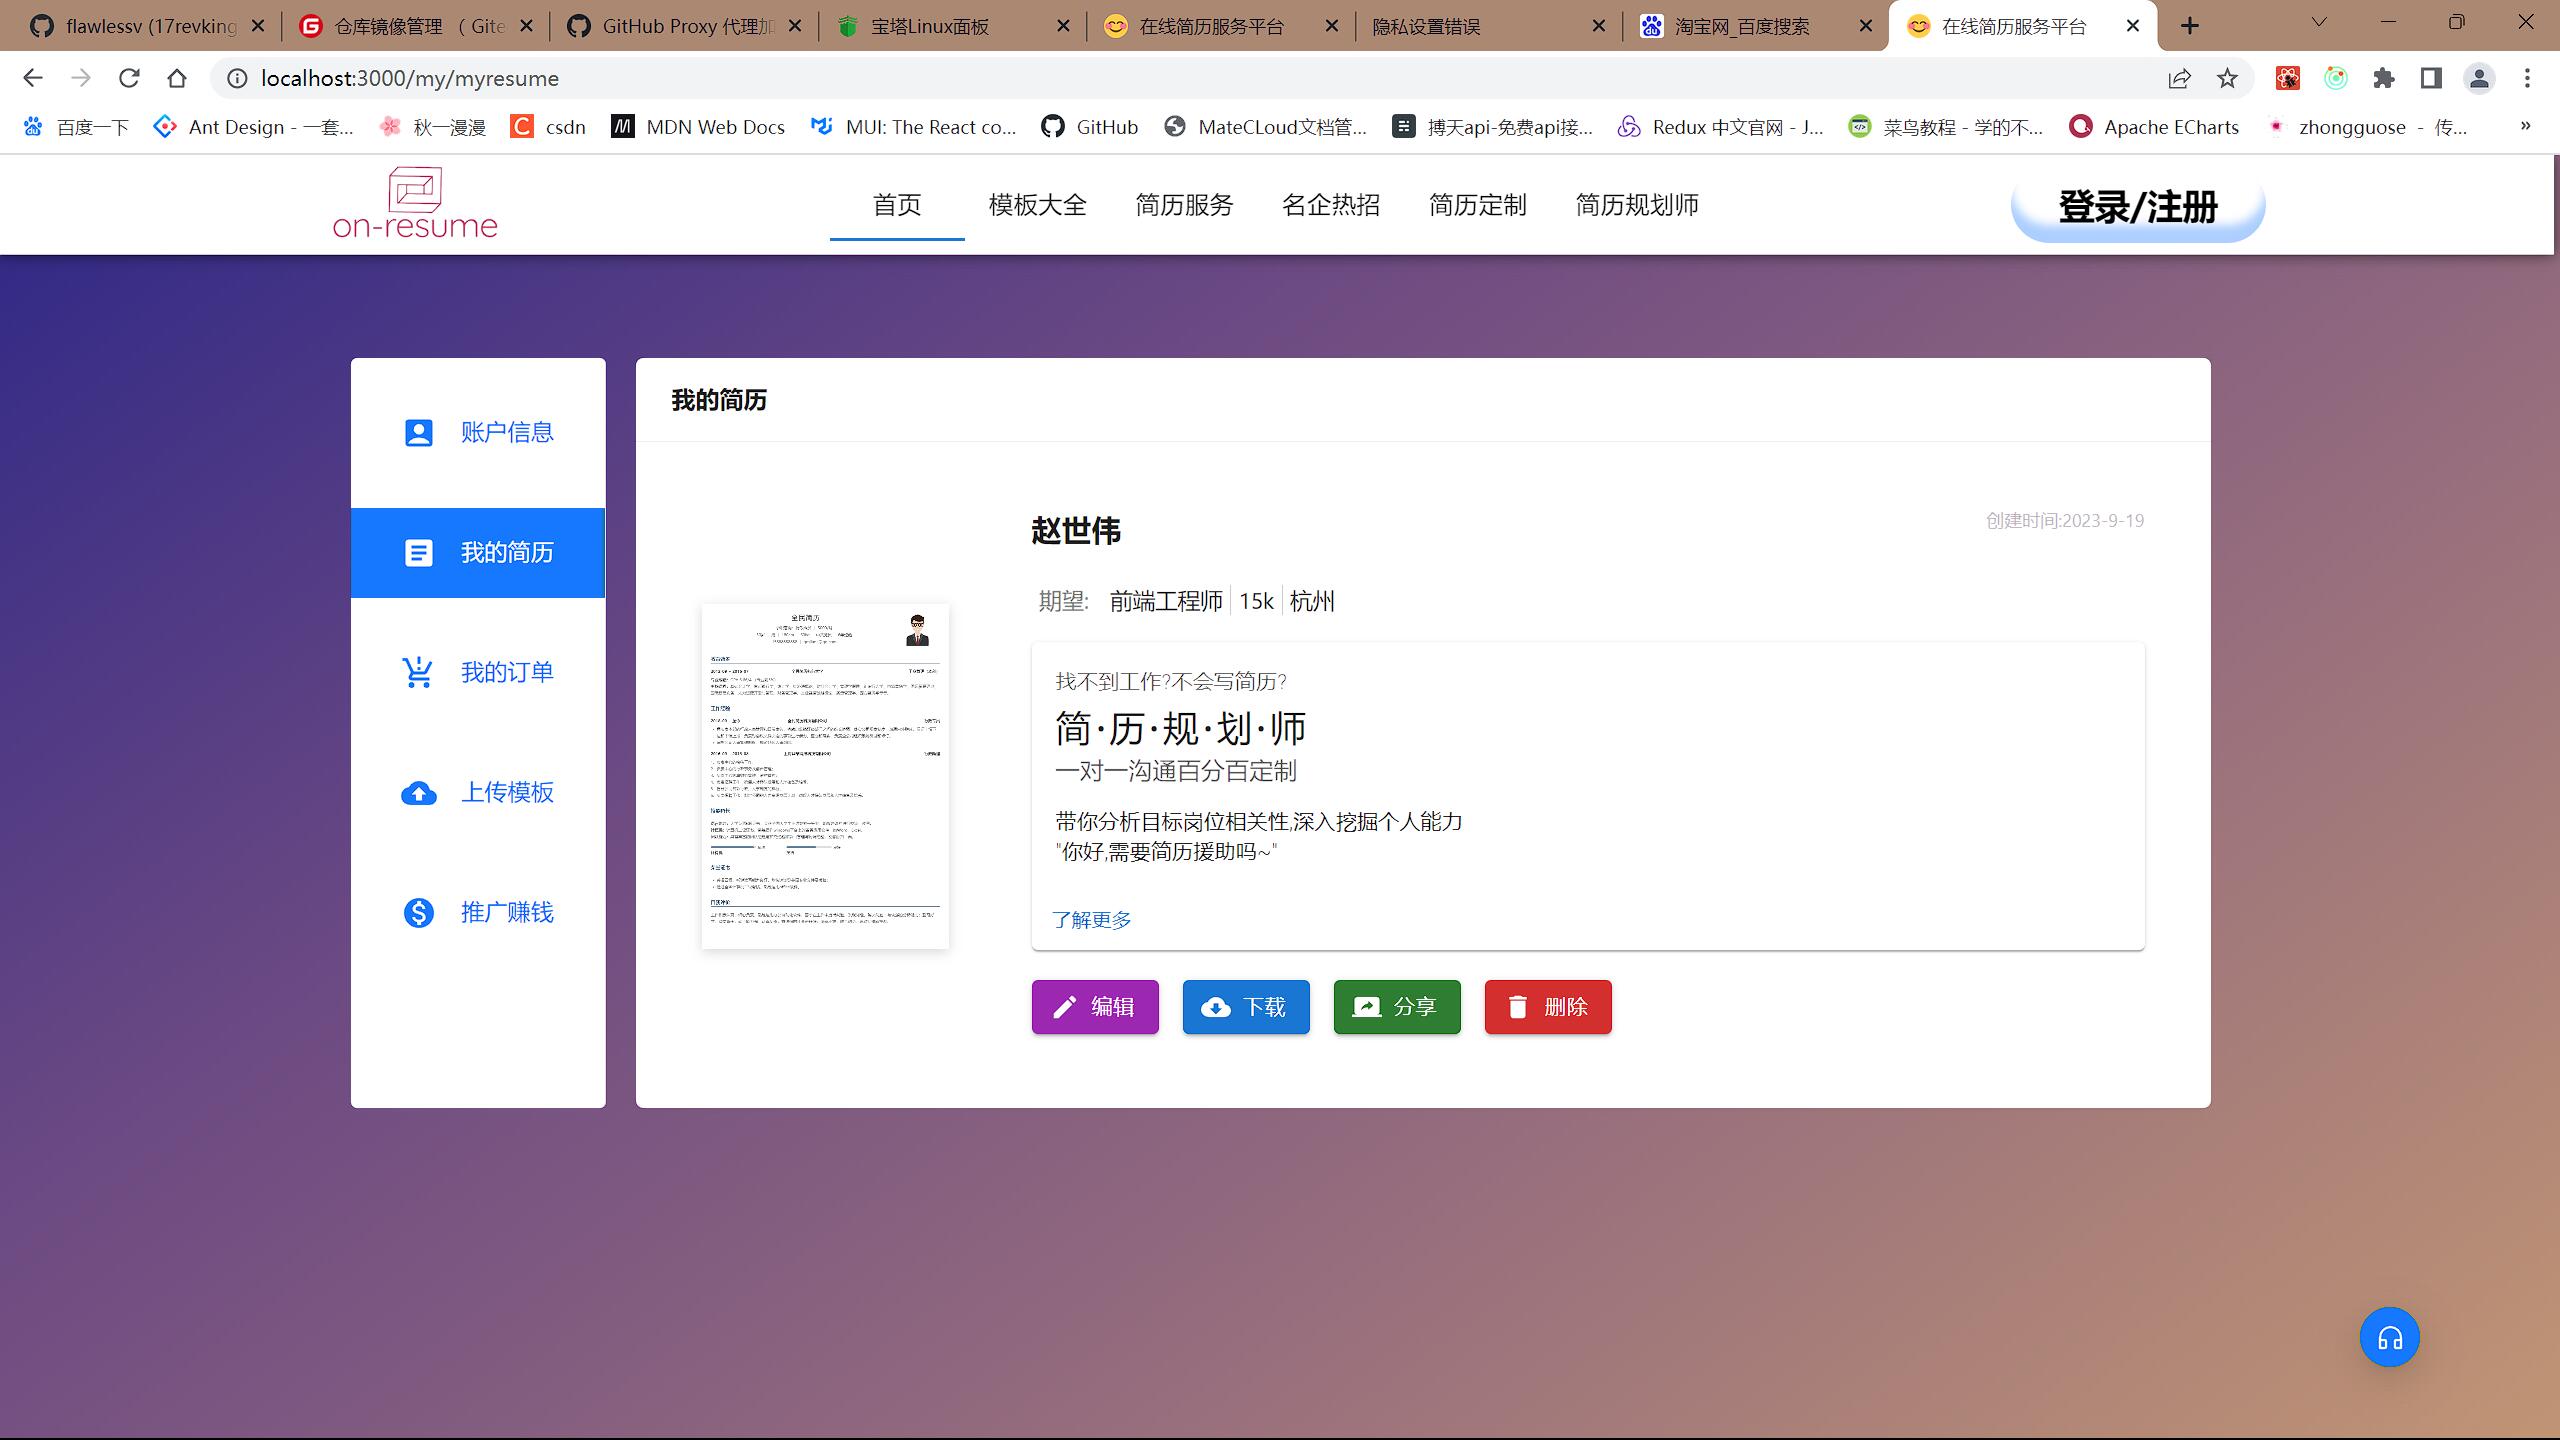 flawlessv (17revking
仓库镜像管理 （ Gite
GitHub Proxy 代理加
宝塔Linux面板
在线简历服务平台
隐私设置错误
淘宝网_百度搜索
在线简历服务平台
localhost:3000/my/myresume
百度一下
Ant Design - 一套...
秋一漫漫
csdn
MDN Web Docs
MUI: The React co...
GitHub
MateCLoud文档管...
博天api-免费api接...
Redux 中文官网 - J...
菜鸟教程 - 学的不...
Apache ECharts
zhongguose - 传...
on-resume
首页
模板大全
简历服务
名企热招
简历定制
简历规划师
登录/注册
账户信息
我的简历
我的订单
上传模板
推广赚钱
我的简历
赵世伟
创建时间:2023-9-19
期望: 前端工程师 15k 杭州
全民简历
找不到工作?不会写简历?
简·历·规·划·师
一对一沟通百分百定制
带你分析目标岗位相关性,深入挖掘个人能力
"你好,需要简历援助吗~"
了解更多
编辑
下载
分享
删除